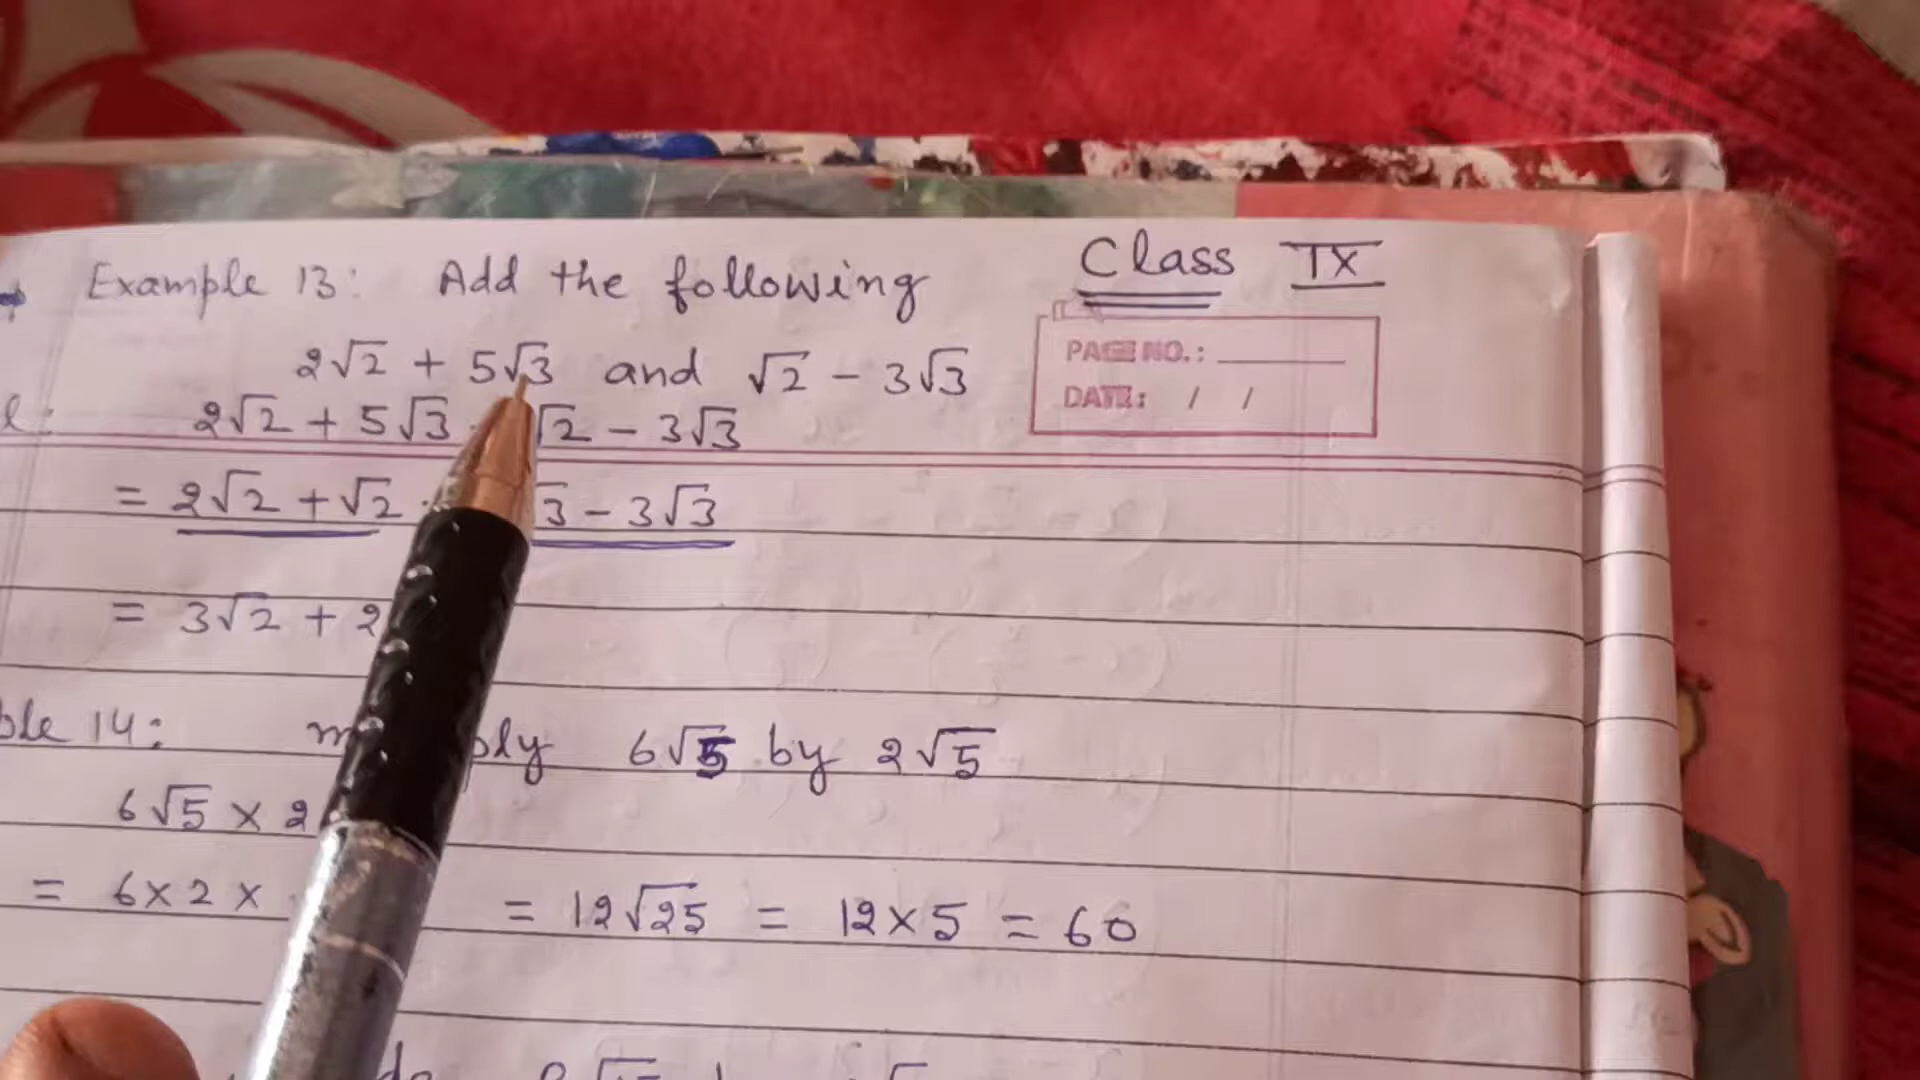 Example 13: Add the following
Class IX
2√2 + 5√3 and √2 - 3√3
PAGE NO.:
DATE: / /
2√2 + 5√3 √2 - 3√3
= 2√2 + √2 3 - 3√3
= 3√2 + 2
14: 6√5 by 2√5
6√5 × 2
= 6×2× = 12√25 = 12×5 = 60